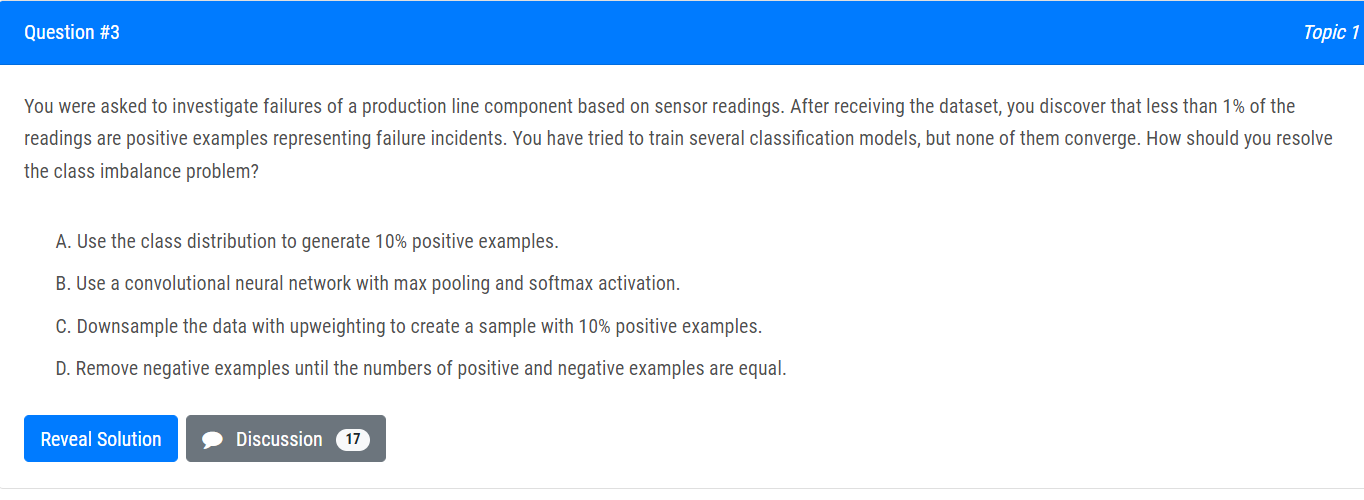 Question #3
Topic 1
You were asked to investigate failures of a production line component based on sensor readings. After receiving the dataset, you discover that less than 1% of the
readings are positive examples representing failure incidents. You have tried to train several classification models, but none of them converge. How should you resolve
the class imbalance problem?
A. Use the class distribution to generate 10% positive examples.
B. Use a convolutional neural network with max pooling and softmax activation.
C. Downsample the data with upweighting to create a sample with 10% positive examples.
D. Remove negative examples until the numbers of positive and negative examples are equal.
Reveal Solution
Discussion 17